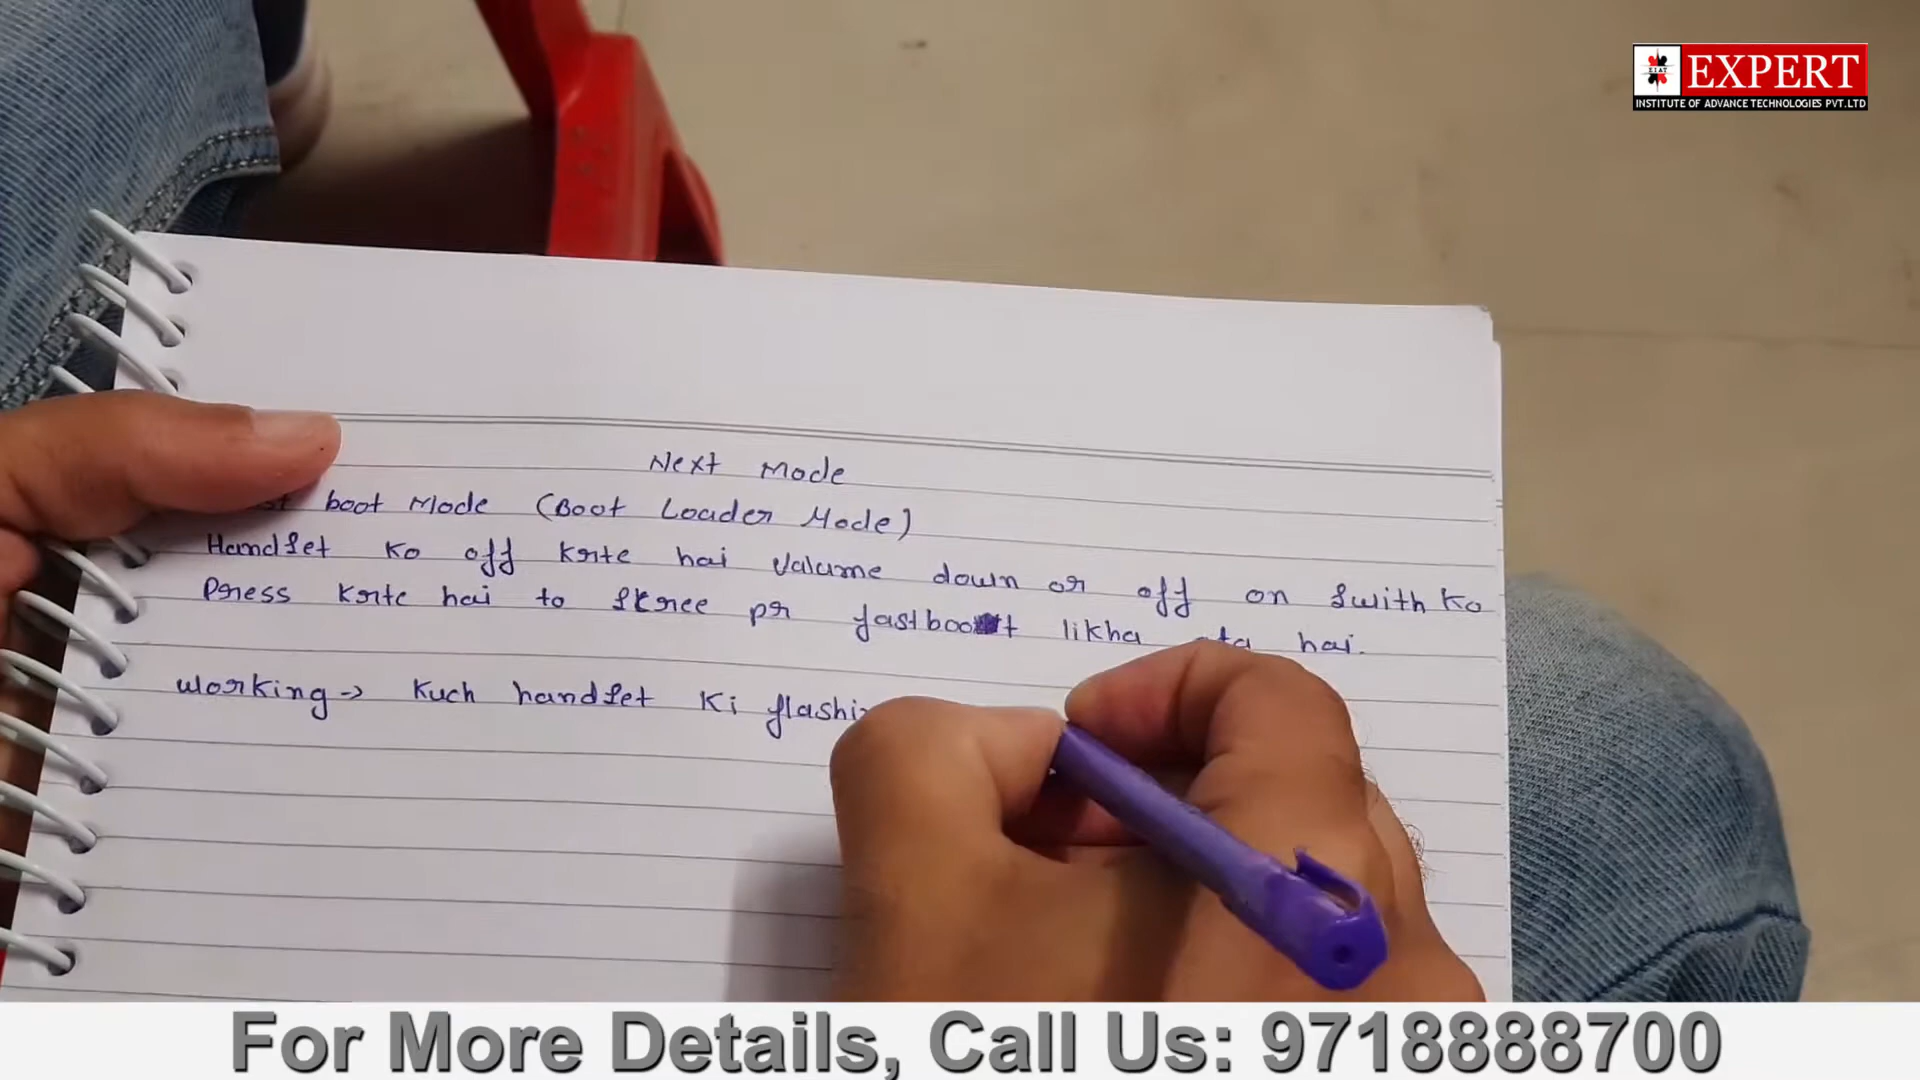 EXPERT
INSTITUTE OF ADVANCE TECHNOLOGIES PVT.LTD
Next Mode
boot Mode (Boot Loader Mode)
Handset Ko off Krte hai Valume down or off on Swith Ko
Press Krte hai to Skree pr fastboot likha hai.
Working → Kuch handset Ki
For More Details, Call Us: 9718888700